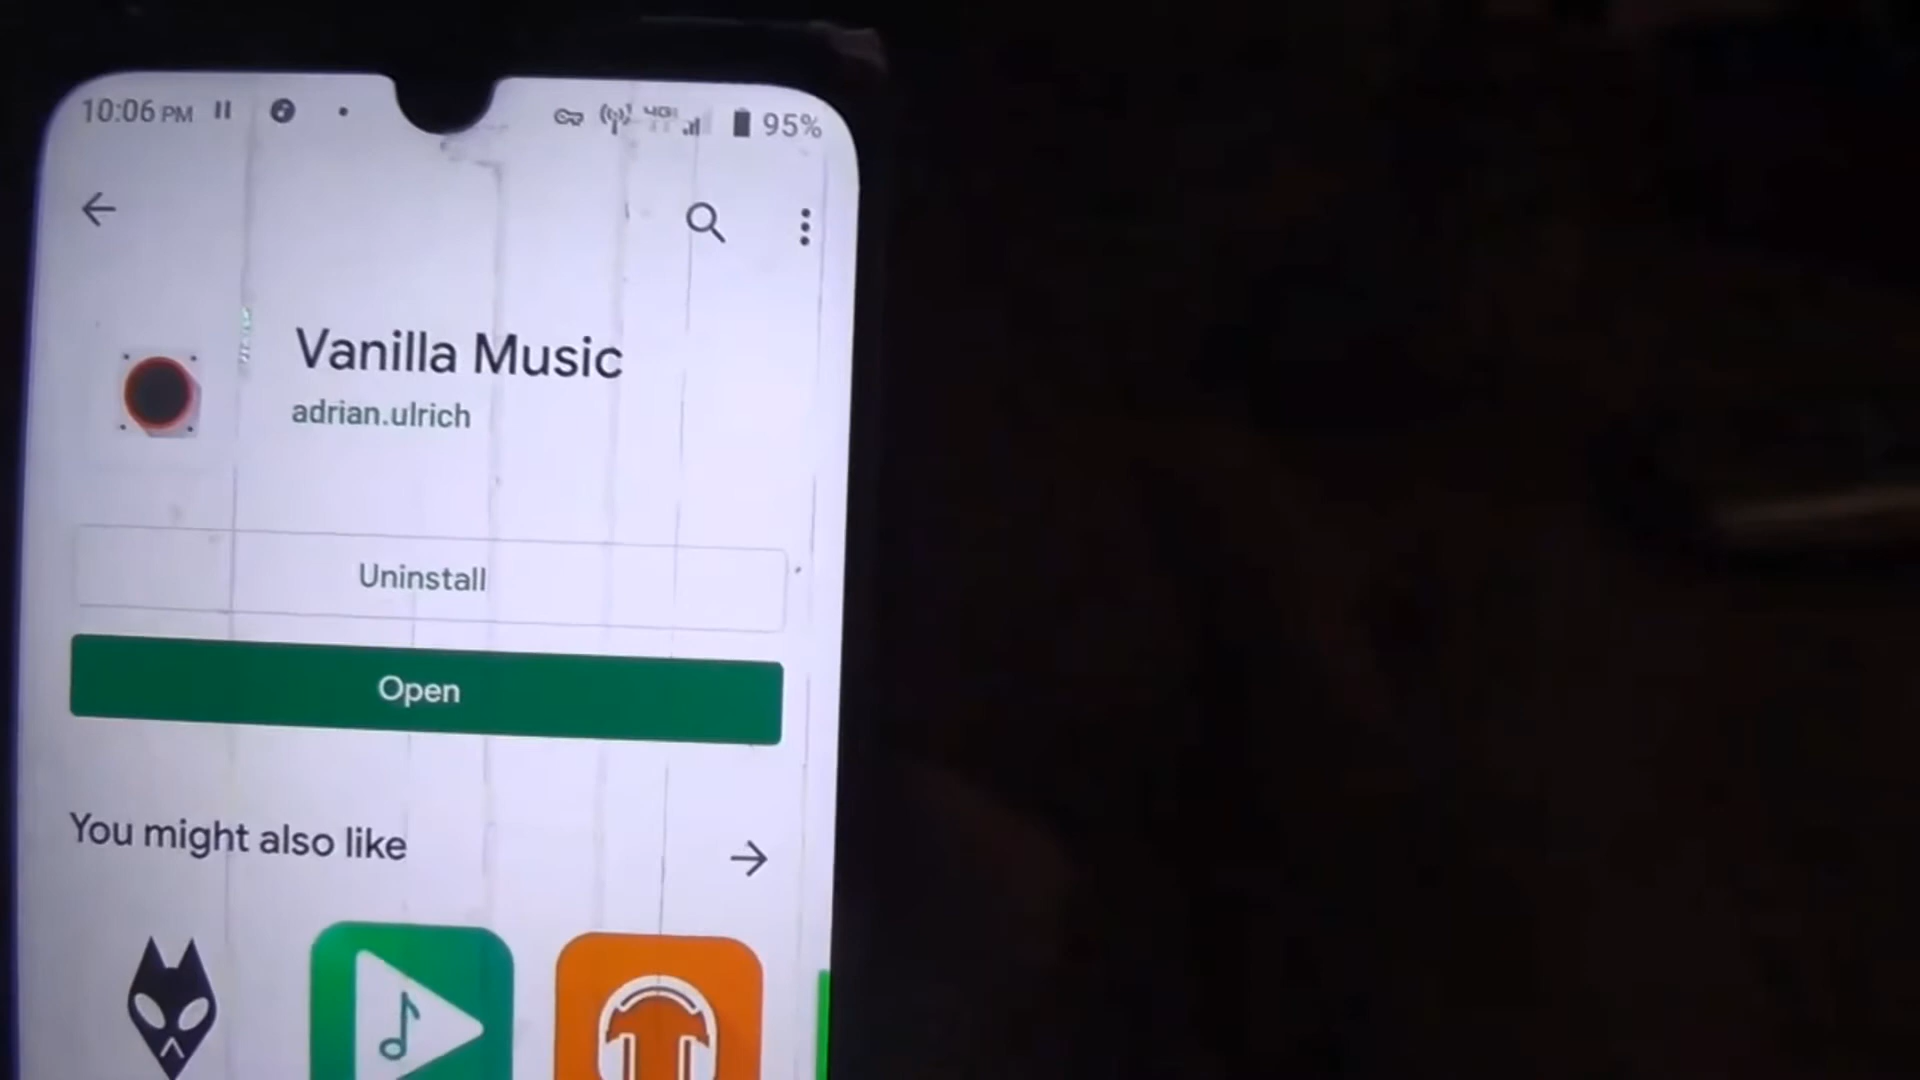 10:06 PM 95%
Vanilla Music
adrian.ulrich
Uninstall
Open
You might also like